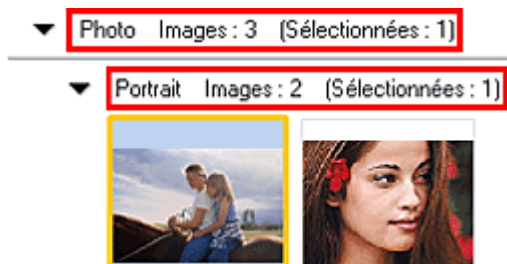 Photo Images : 3 (Sélectionnées : 1)
Portrait Images : 2 (Sélectionnées : 1)